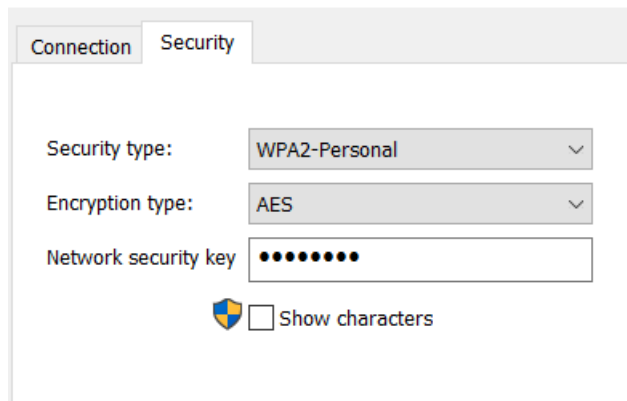 Connection Security
Security type: WPA2-Personal
Encryption type: AES
Network security key ●●●●●●●●
Show characters